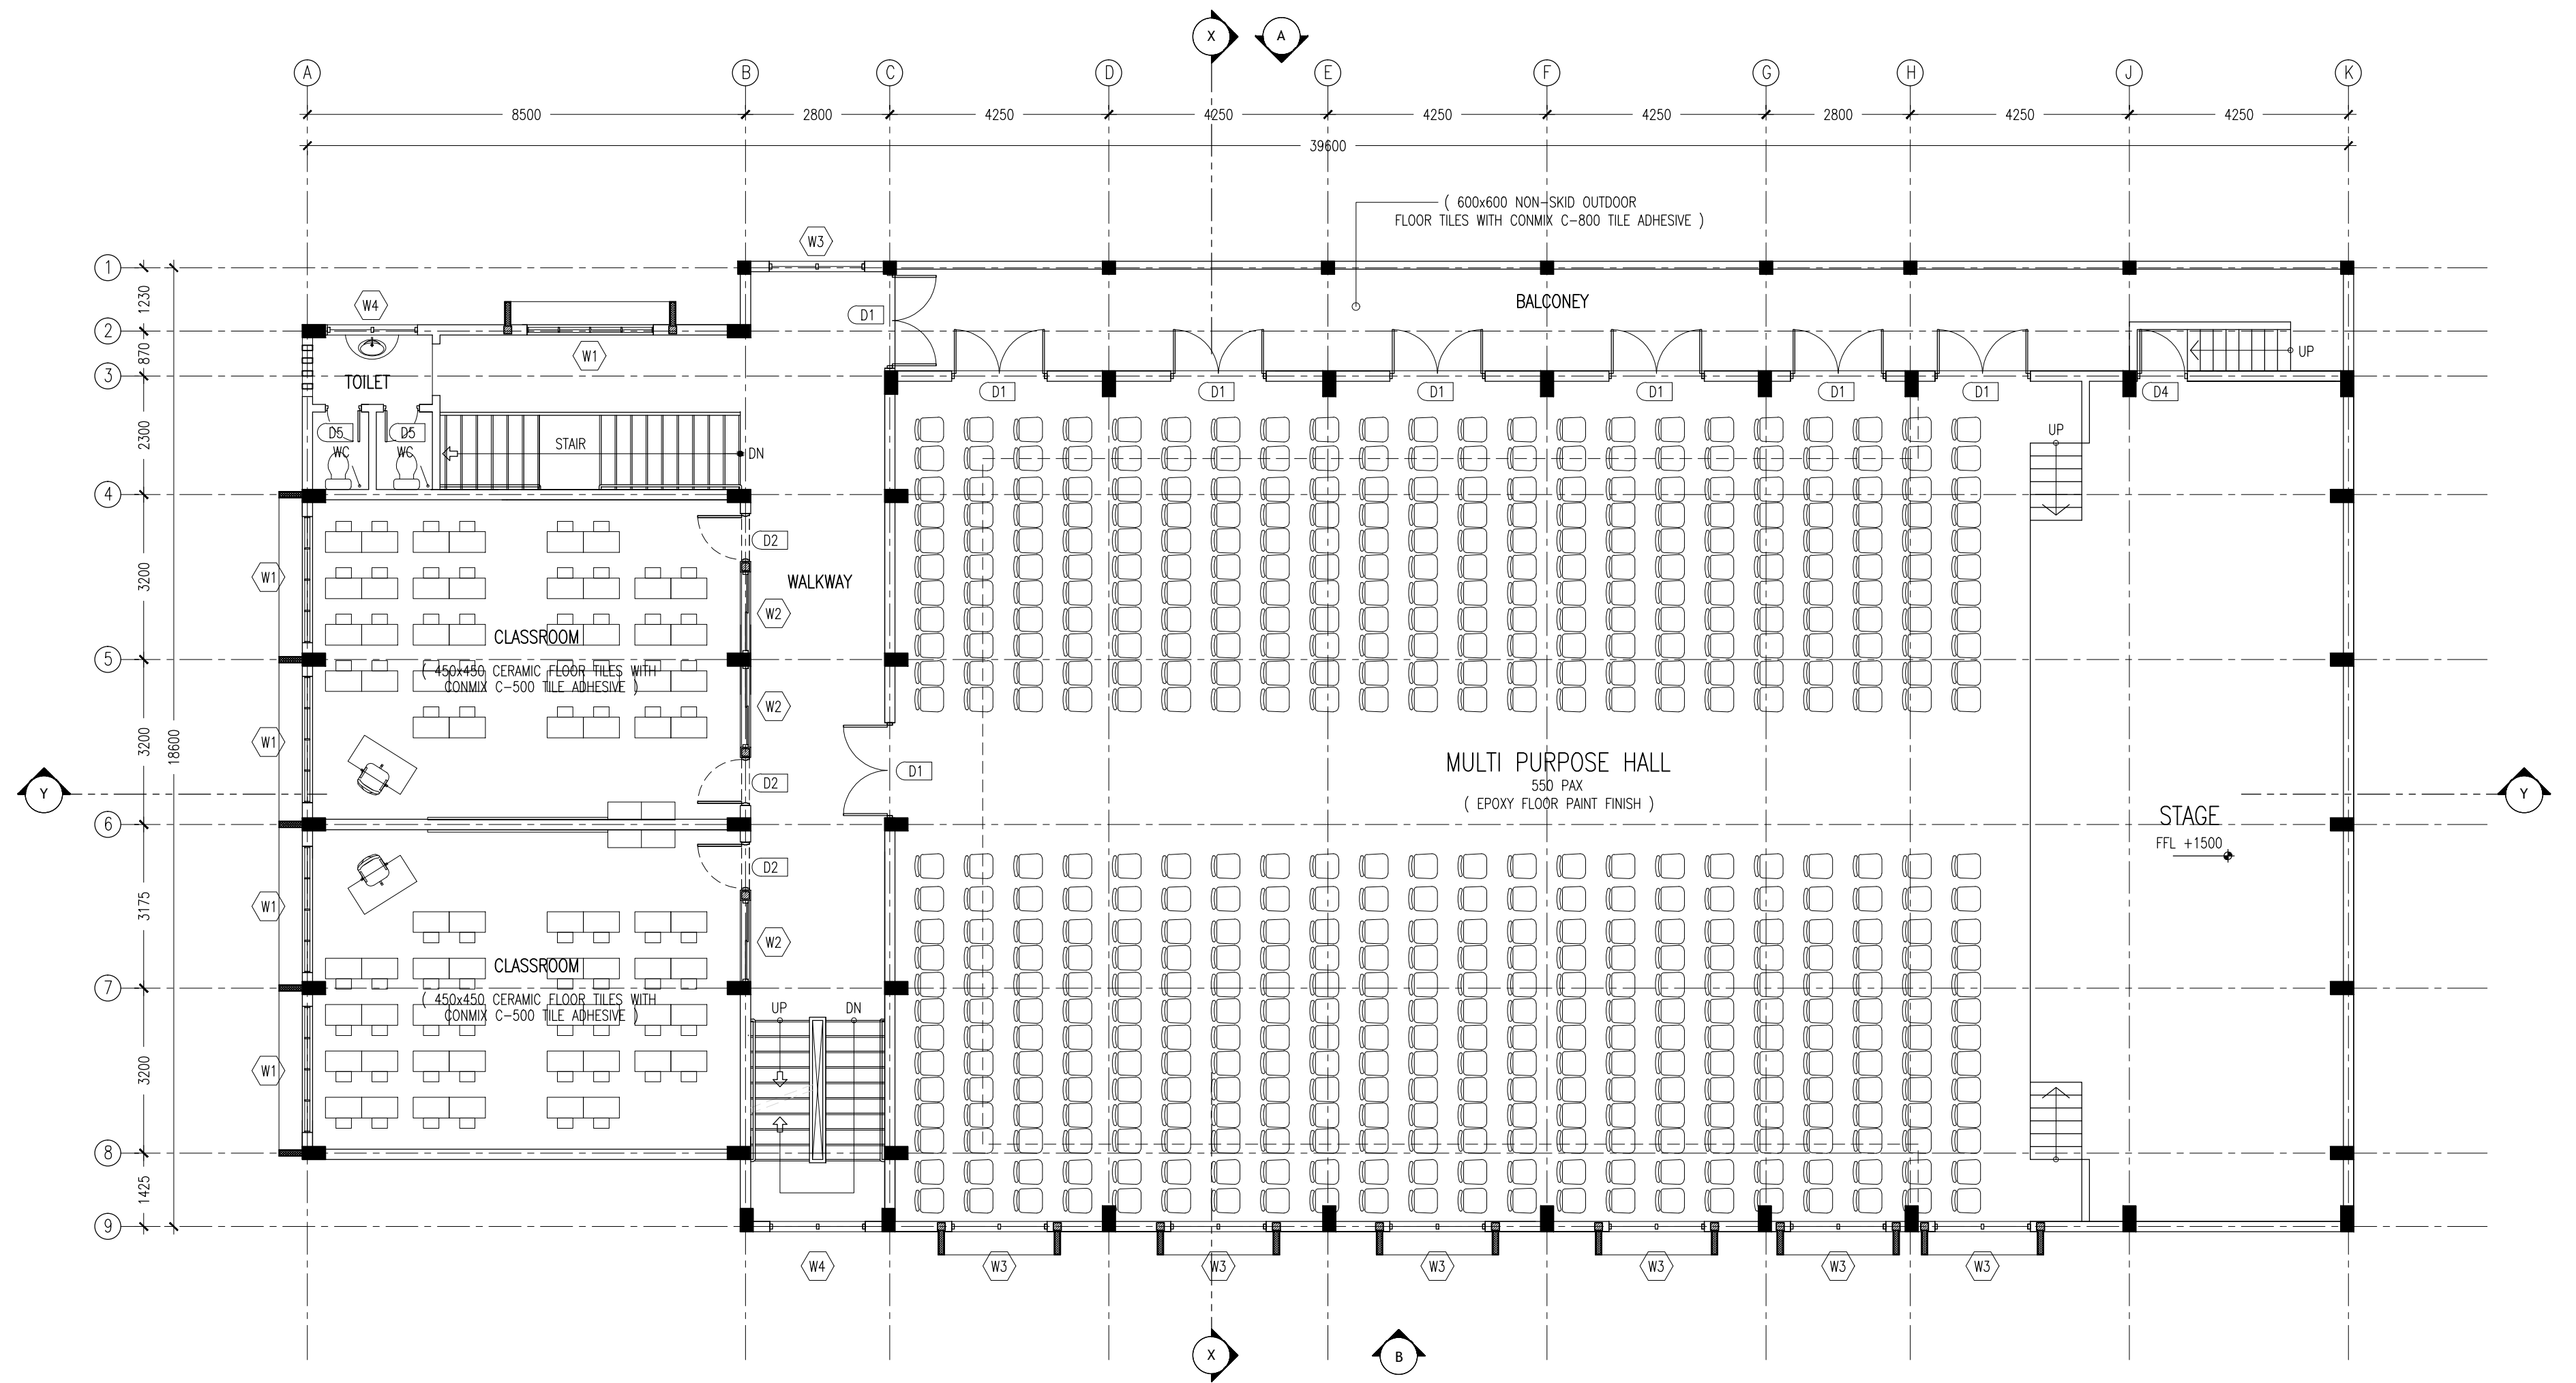 X
A
A
B
C
D
E
F
G
H
J
K
8500
2800
4250
4250
4250
4250
2800
4250
4250
39600
( 600x600 NON-SKID OUTDOOR
FLOOR TILES WITH CONMIX C-800 TILE ADHESIVE )
W3
1
W4
1230
BALCONEY
D1
2
W1
870
UP
3
TOILET
D1
D1
D1
D1
D1
D1
D4
2300
D5
D5
STAIR
UP
WC
WC
DN
4
D2
W1
3200
WALKWAY
W2
CLASSROOM
5
( 450x450 CERAMIC FLOOR TILES WITH
CONMIX C-500 TILE ADHESIVE )
W2
W1
3200
18600
MULTI PURPOSE HALL
D1
D2
550 PAX
Y
( EPOXY FLOOR PAINT FINISH )
Y
6
STAGE
FFL +1500
D2
W1
3175
W2
CLASSROOM
7
( 450x450 CERAMIC FLOOR TILES WITH
CONMIX C-500 TILE ADHESIVE )
UP
DN
W1
3200
8
1425
9
W4
W3
W3
W3
W3
W3
W3
X
B